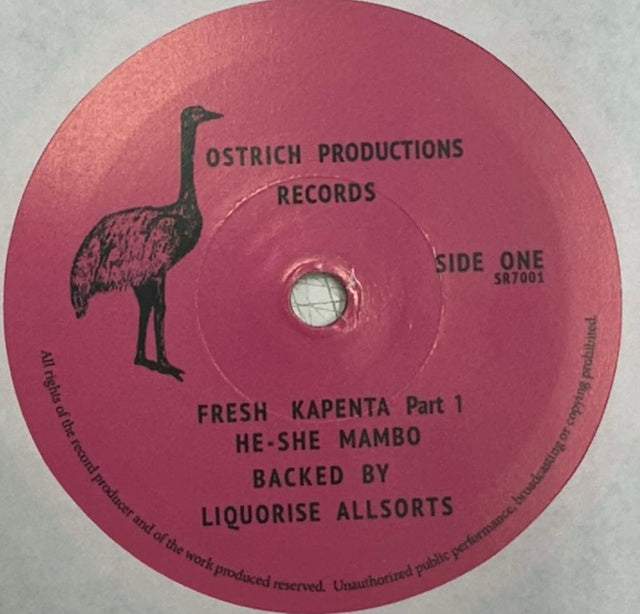 OSTRICH PRODUCTIONS
RECORDS
SIDE ONE
SR7001
FRESH KAPENTA Part 1
HE-SHE MAMBO
BACKED BY
LIQUORISE ALLSORTS
All rights of the record producer and of the work produced reserved. Unauthorized public performance, broadcasting or copying prohibited.